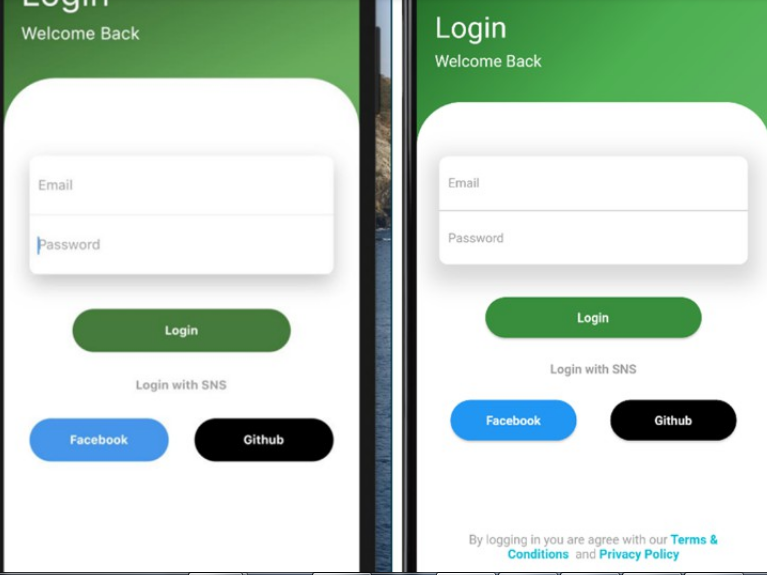 Login
Welcome Back
Email
Password
Login
Login with SNS
Facebook
Github
Login
Welcome Back
Email
Password
Login
Login with SNS
Facebook
Github
By logging in you are agree with our Terms &
Conditions and Privacy Policy